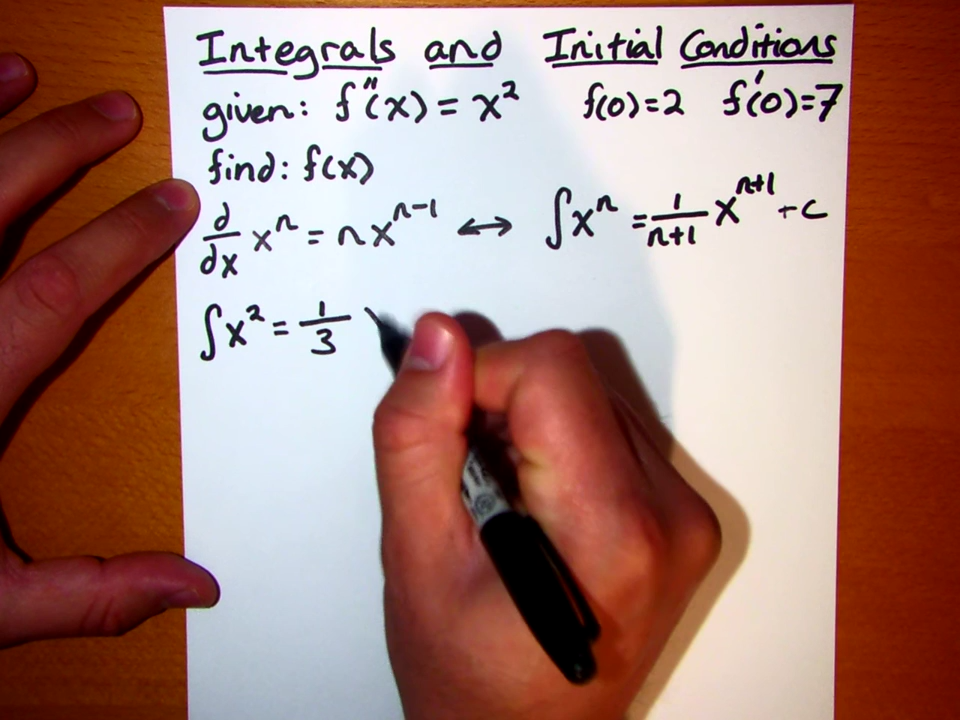 Integrals and Initial Conditions
given: f''(x) = x² f(0)=2 f'(0)=7
find: f(x)
d/dx xⁿ = nxⁿ⁻¹ ↔ ∫xⁿ = 1/(n+1) xⁿ⁺¹ + c
∫x² = 1/3